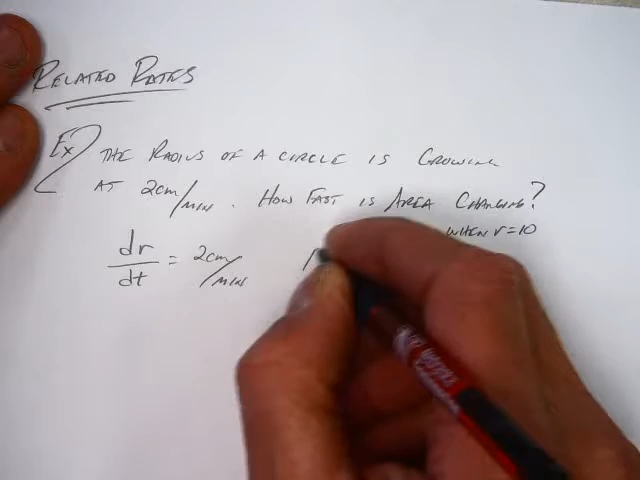 RELATED RATES
Ex) THE RADIUS OF A CIRCLE IS GROWING
AT 2cm/MIN. HOW FAST IS AREA CHANGING?
WHEN r=10
dr/dt = 2cm/MIN